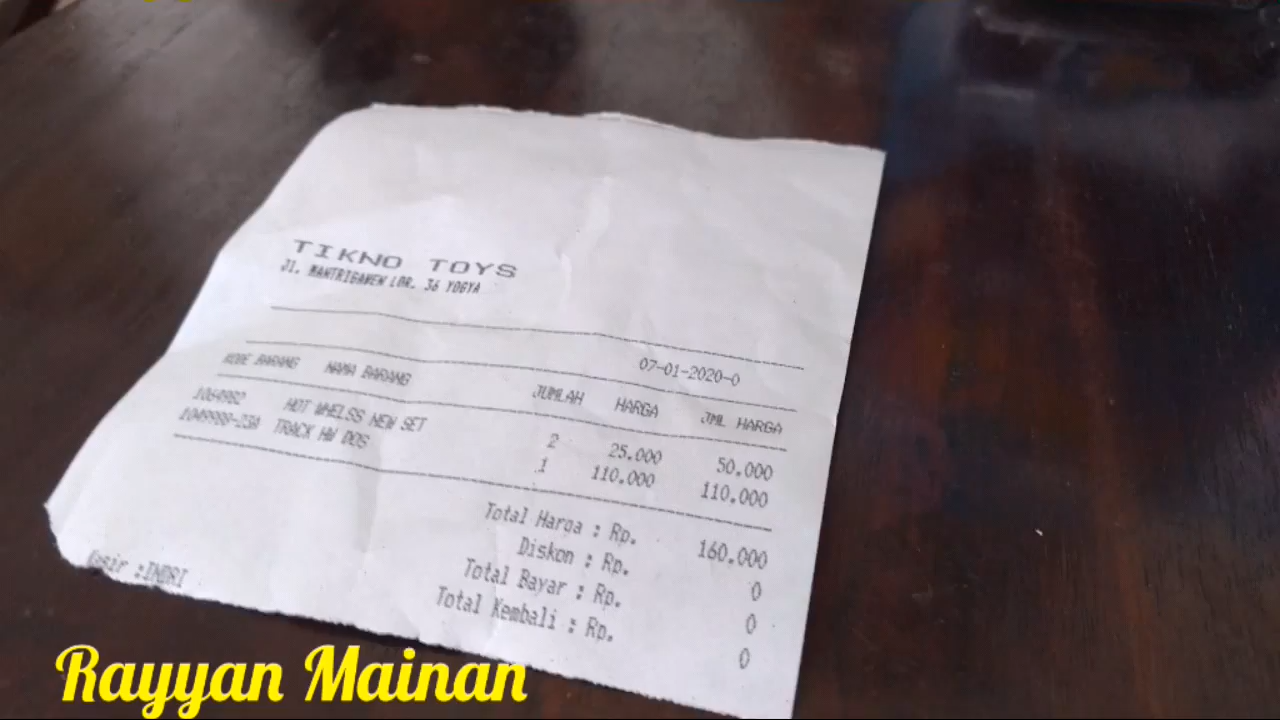 TIKNO TOYS
Jl. MANTRIGAWEN LOR. 36 YOGYA
07-01-2020-0
KODE BARANG NAMA BARANG JUMLAH HARGA JML HARGA
1064982 HOT WHELSS NEW SET 2 25.000 50.000
TRACK HW DOS 1 110.000 110.000
Total Harga : Rp. 160.000
Diskon : Rp. 0
Total Bayar : Rp. 0
Total Kembali : Rp. 0
Kasir :INDRI
Rayyan Mainan